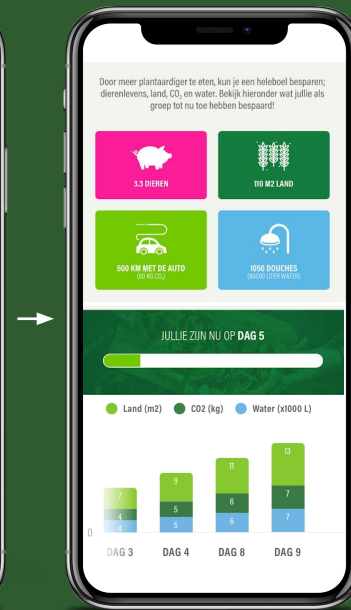 Door meer plantaardiger te eten, kun je een heleboel besparen;
dierenlevens, land, CO₂ en water. Bekijk hieronder wat jullie als
groep tot nu toe hebben bespaard!
3.3 DIEREN
110 M2 LAND
500 KM MET DE AUTO
(60 KG CO₂)
1050 DOUCHES
(60000 LITER WATER)
JULLIE ZIJN NU OP DAG 5
Land (m2) CO2 (kg) Water (x1000 L)
7
4
4
9
5
5
11
6
6
13
7
7
0
DAG 3 DAG 4 DAG 8 DAG 9